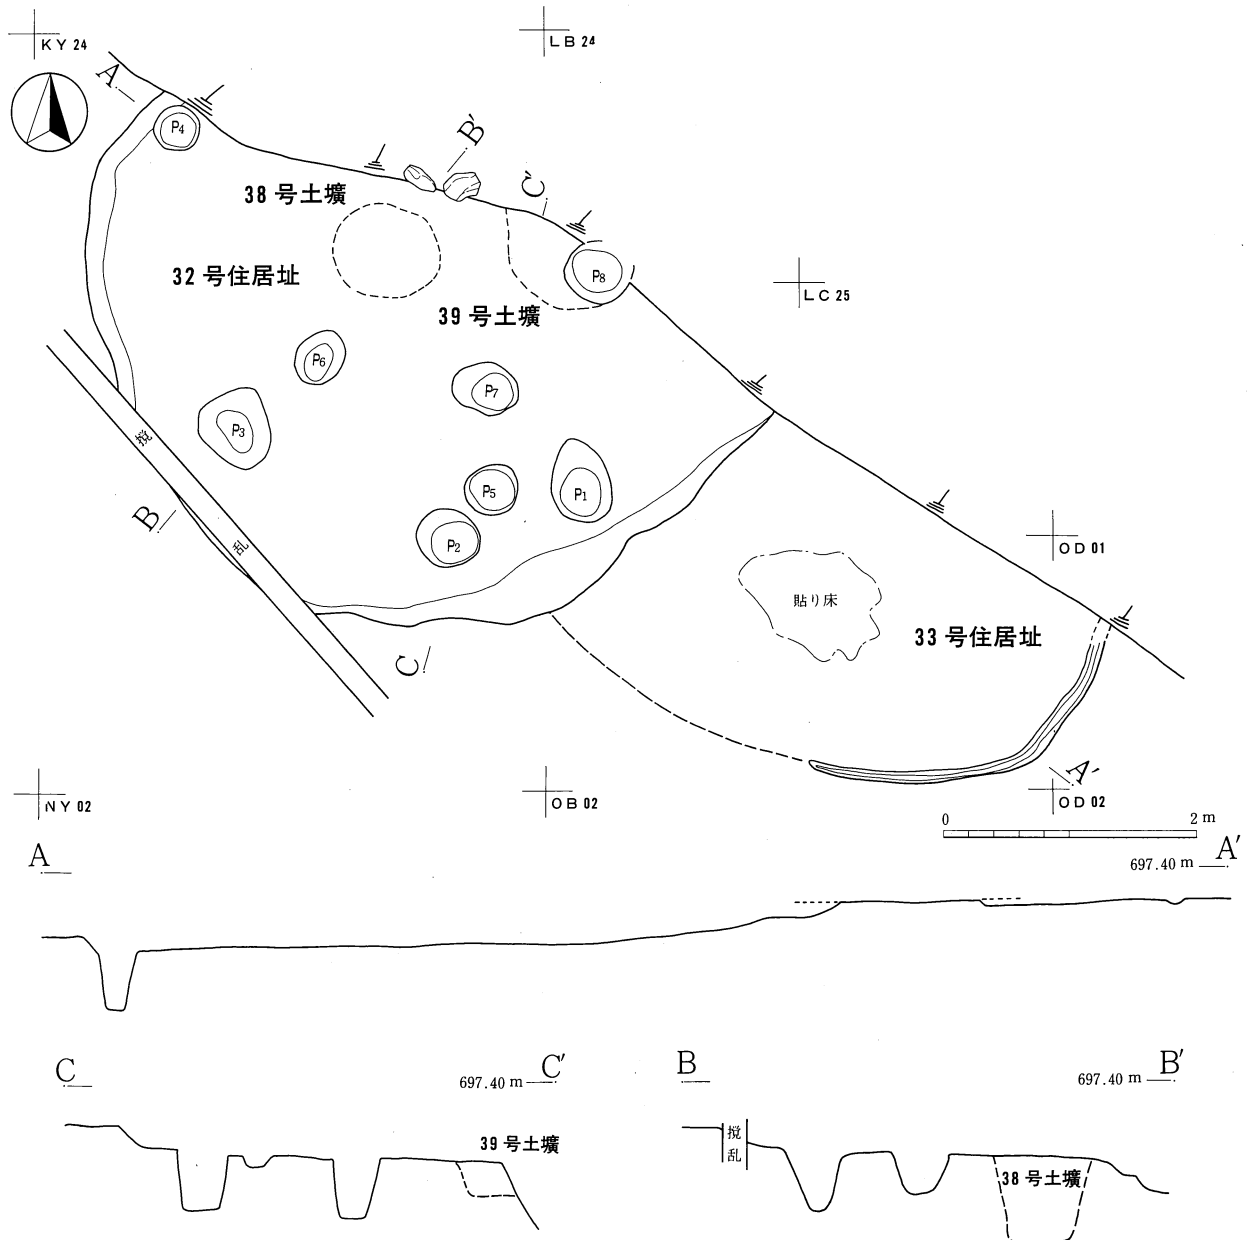 KY 24
LB 24
A
B'
C'
P4
38 号土壙
32 号住居址
P8
39 号土壙
LC 25
P6
P7
P3
撹
乱
P5
P1
P2
B
C
OD 01
貼り床
33 号住居址
A'
NY 02
OB 02
OD 02
0 2 m
A
697.40 m A'
C
697.40 m C'
39 号土壙
B
697.40 m B'
撹
乱
38 号土壙